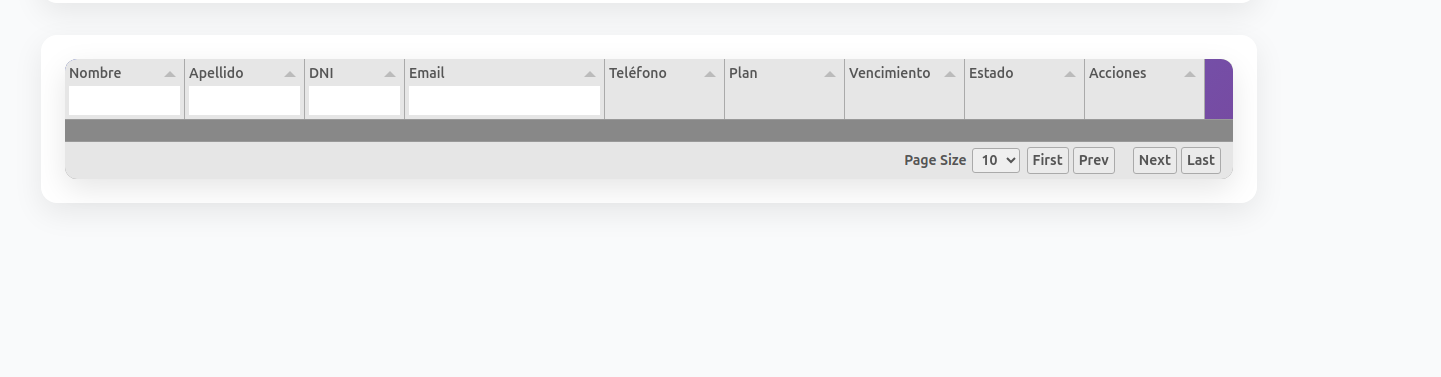 Nombre Apellido DNI Email Teléfono Plan Vencimiento Estado Acciones
Page Size 10 First Prev Next Last